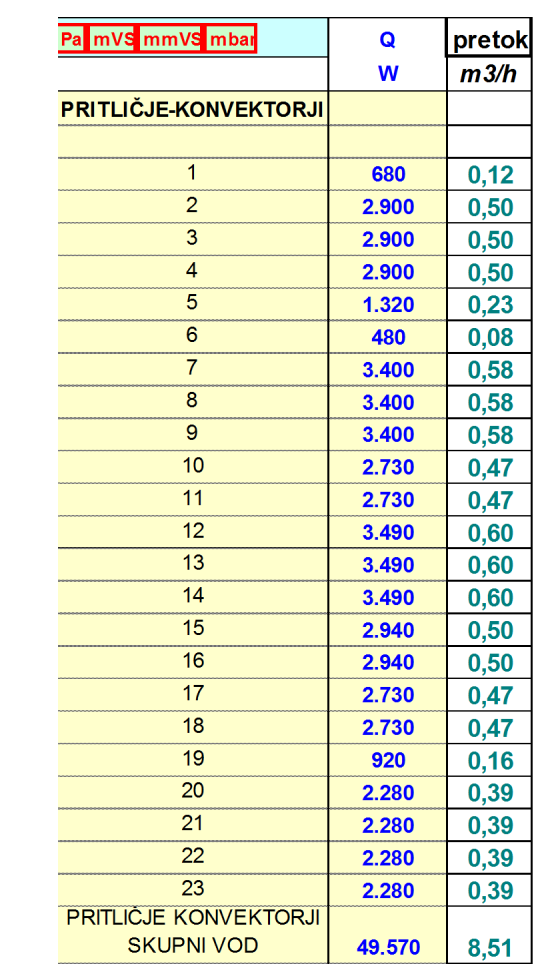 Pa mVS mmVS mbar Q pretok
W m3/h
PRITLIČJE-KONVEKTORJI
1 680 0,12
2 2.900 0,50
3 2.900 0,50
4 2.900 0,50
5 1.320 0,23
6 480 0,08
7 3.400 0,58
8 3.400 0,58
9 3.400 0,58
10 2.730 0,47
11 2.730 0,47
12 3.490 0,60
13 3.490 0,60
14 3.490 0,60
15 2.940 0,50
16 2.940 0,50
17 2.730 0,47
18 2.730 0,47
19 920 0,16
20 2.280 0,39
21 2.280 0,39
22 2.280 0,39
23 2.280 0,39
PRITLIČJE KONVEKTORJI
SKUPNI VOD 49.570 8,51